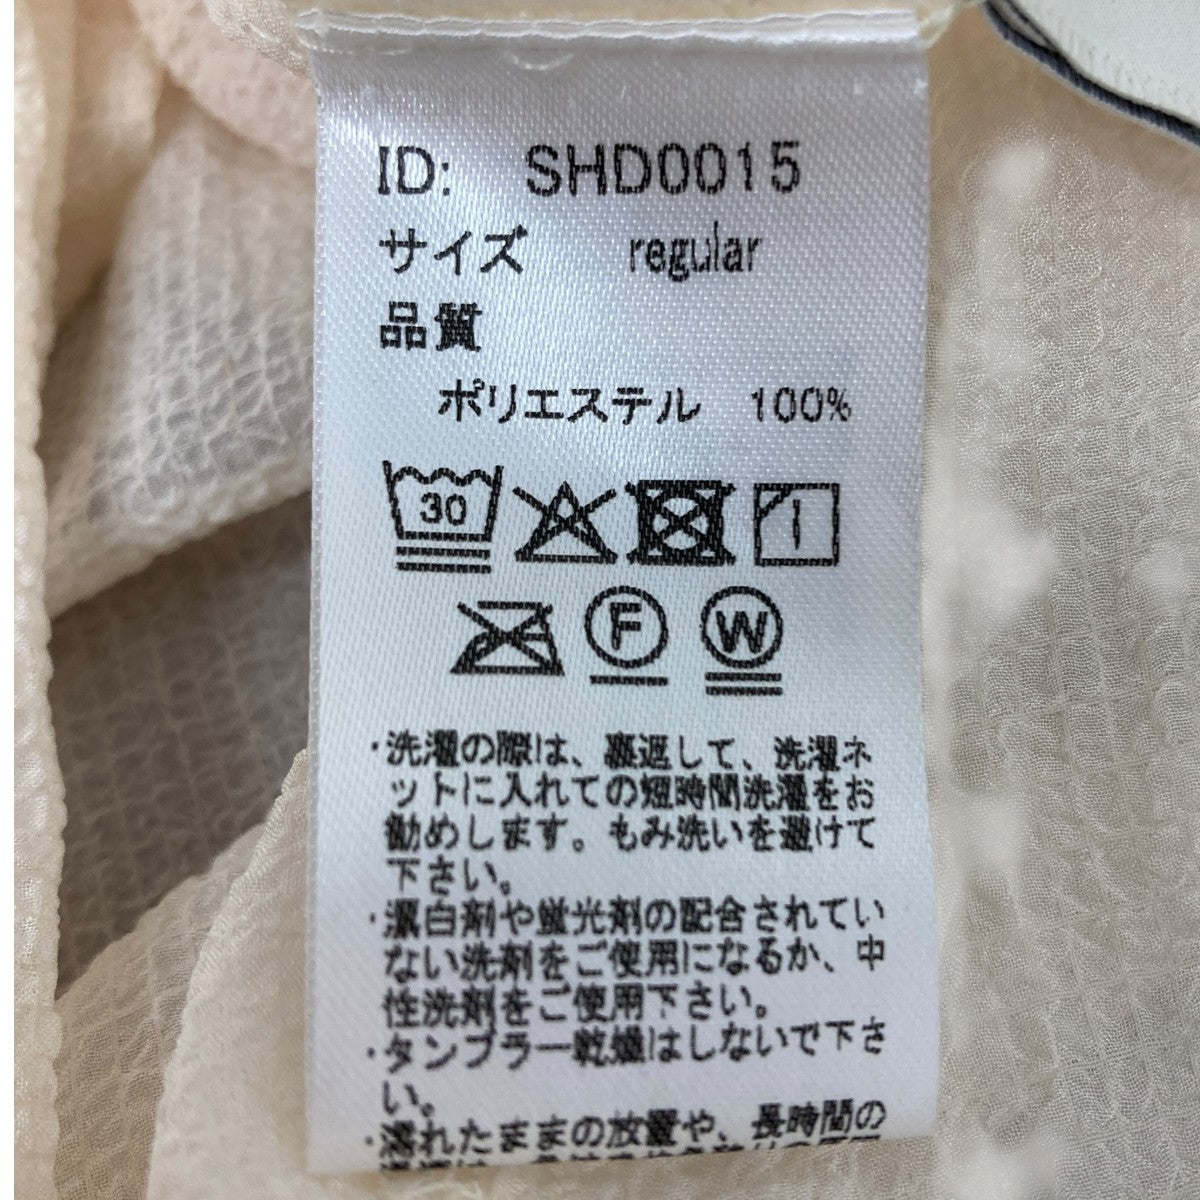 ID: SHD0015
サイズ regular
品質
ポリエステル 100%
30
F
W
・洗濯の際は、裏返して、洗濯ネ
ットに入れての短時間洗濯をお
勧めします。もみ洗いを避けて
下さい。
・漂白剤や蛍光剤の配合されてい
ない洗剤をご使用になるか、中
性洗剤をご使用下さい。
・タンブラー乾燥はしないで下さ
い。
・濡れたままの放置や、長時間の